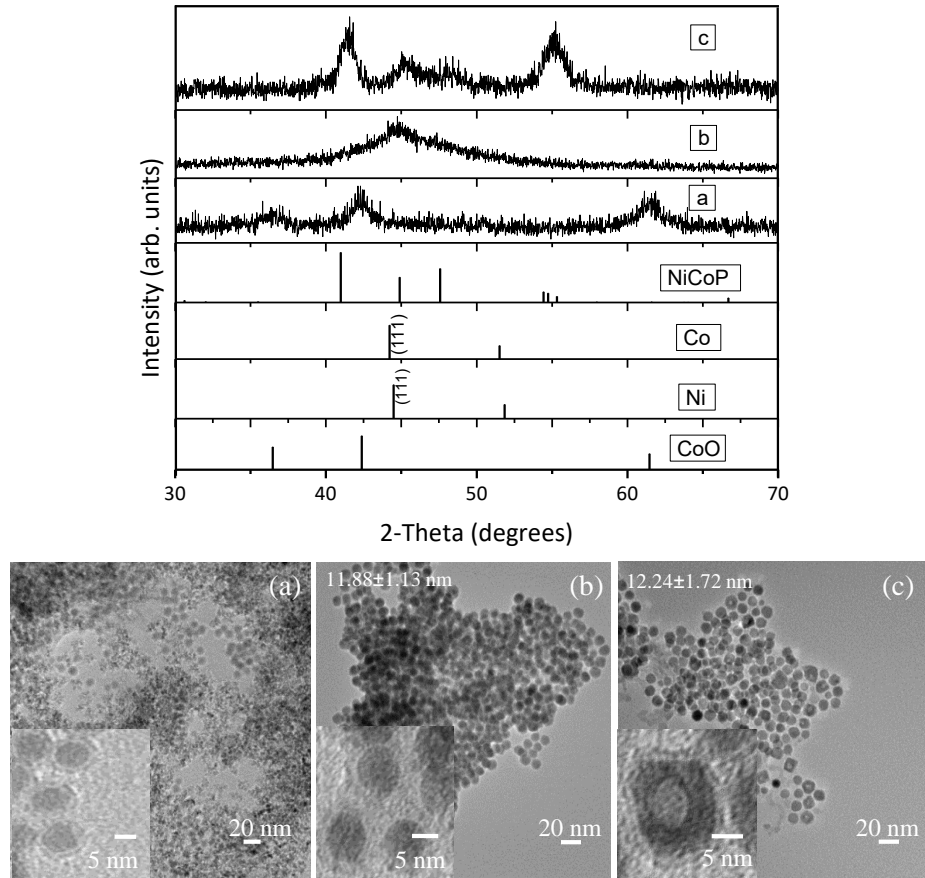 c
b
a
NiCoP
(111)
Co
(111)
Ni
CoO
Intensity (arb. units)
30 40 50 60 70
2-Theta (degrees)
(a)
5 nm
20 nm
11.88±1.13 nm
(b)
5 nm
20 nm
12.24±1.72 nm
(c)
5 nm
20 nm